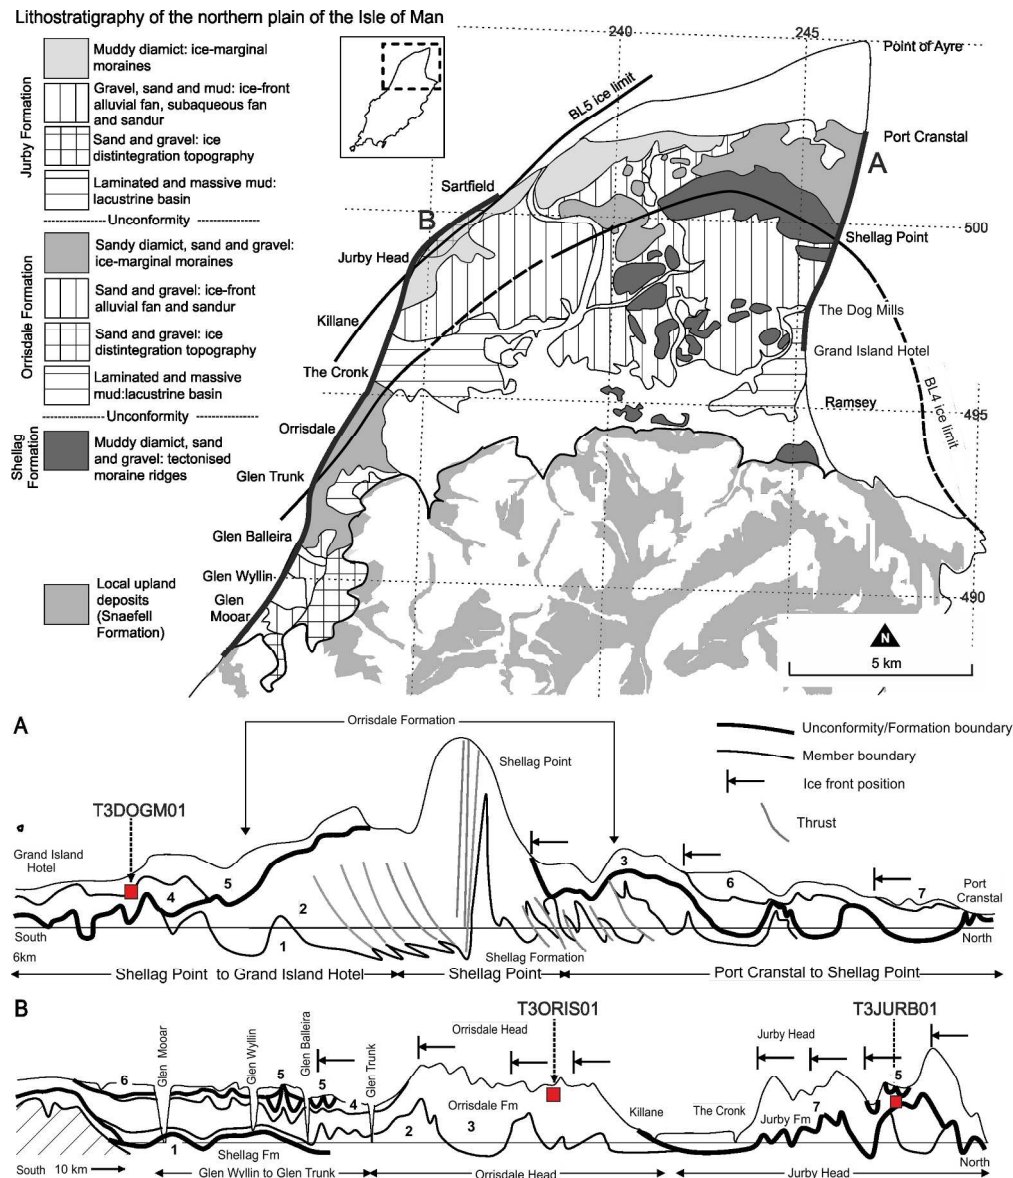 Lithostratigraphy of the northern plain of the Isle of Man
Jurby Formation
Muddy diamict: ice-marginal
moraines
Gravel, sand and mud: ice-front
alluvial fan, subaqueous fan
and sandur
Sand and gravel: ice
distintegration topography
Laminated and massive mud:
lacustrine basin
Unconformity
Orrisdale Formation
Sandy diamict, sand and gravel:
ice-marginal moraines
Sand and gravel: ice-front
alluvial fan and sandur
Sand and gravel: ice
distintegration topography
Laminated and massive
mud:lacustrine basin
Unconformity
Shellag
Formation
Muddy diamict, sand
and gravel: tectonised
moraine ridges
Local upland
deposits
(Snaefell
Formation)
240
245
Point of Ayre
BL5 ice limit
Port Cranstal
A
Sartfield
B
500
Shellag Point
Jurby Head
The Dog Mills
Killane
Grand Island Hotel
The Cronk
BL4 ice limit
Ramsey
495
Orrisdale
Glen Trunk
Glen Balleira
Glen Wyllin
Glen
Mooar
490
N
5 km
A
Orrisdale Formation
Unconformity/Formation boundary
Member boundary
Ice front position
Thrust
Shellag Point
T3DOGM01
Grand Island
Hotel
4
5
2
1
3
6
7
Port
Cranstal
South
North
6km
Shellag Formation
Shellag Point to Grand Island Hotel
Shellag Point
Port Cranstal to Shellag Point
B
T3ORIS01
T3JURB01
Glen Mooar
Glen Wyllin
Glen Balleira
Gler Trunk
Orrisdale Head
Jurby Head
6
5
5
4
5
Orrisdale Fm
2
3
Killane
The Cronk
Jurby Fm
7
1
Shellag Fm
South
10 km
North
Glen Wyllin to Glen Trunk
Orrisdale Head
Jurby Head